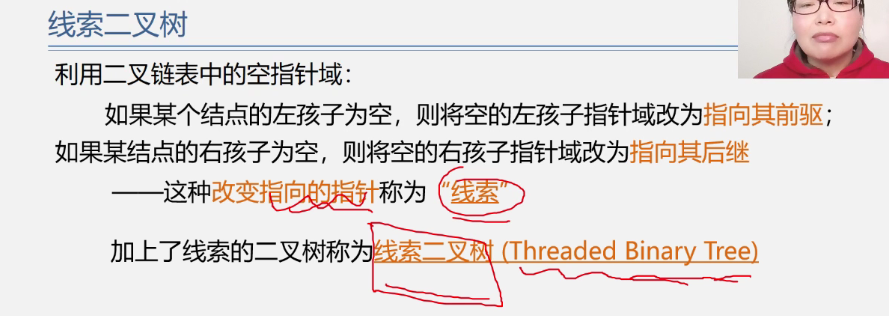 线索二叉树
利用二叉链表中的空指针域：
如果某个结点的左孩子为空，则将空的左孩子指针域改为指向其前驱；
如果某结点的右孩子为空，则将空的右孩子指针域改为指向其后继
——这种改变指向的指针称为“线索”
加上了线索的二叉树称为线索二叉树 (Threaded Binary Tree)